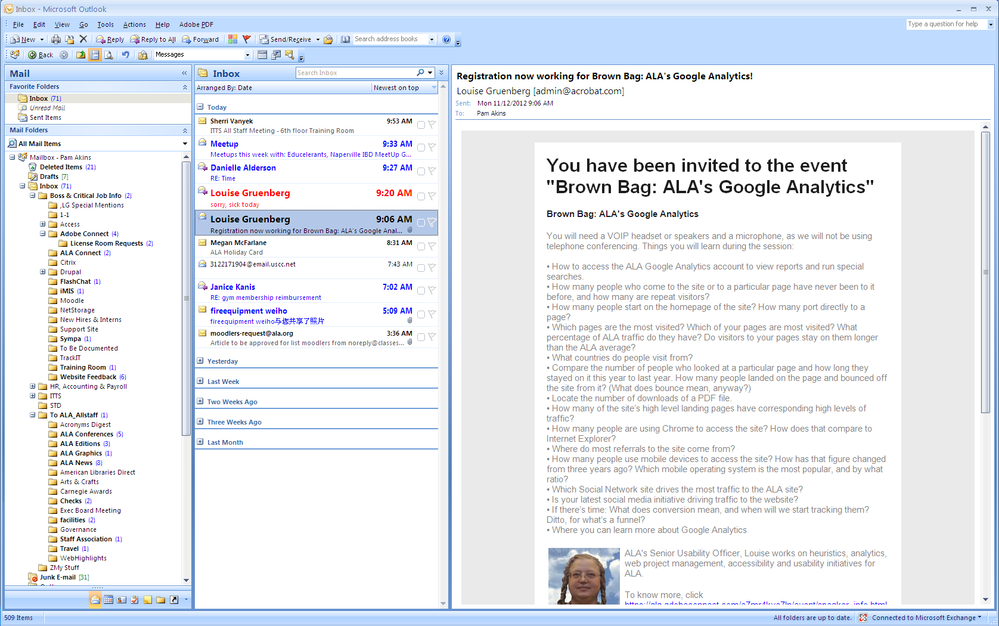 Inbox - Microsoft Outlook
File Edit View Go Tools Actions Help Adobe PDF
Type a question for help
New Reply Reply to All Forward Send/Receive Search address books
Back Messages
Mail
Favorite Folders
Inbox (71)
Unread Mail
Sent Items
Mail Folders
All Mail Items
Mailbox - Pam Akins
Deleted Items (21)
Drafts [7]
Inbox (71)
Boss & Critical Job Info (2)
,LG Special Mentions
1-1
Access
Adobe Connect (4)
License Room Requests (2)
ALA Connect (2)
Citrix
Drupal
FlashChat (1)
iMIS (1)
Moodle
NetStorage
New Hires & Interns
Support Site
Sympa (1)
To Be Documented
TrackIT
Training Room (1)
Website Feedback (6)
HR, Accounting & Payroll
ITTS
STD
To ALA_Allstaff (1)
Acronyms Digest
ALA Conferences (5)
ALA Editions (3)
ALA Graphics (1)
ALA News (8)
American Libraries Direct
Arts & Crafts
Carnegie Awards
Checks (2)
Exec Board Meeting
facilities (2)
Governance
Staff Association (1)
Travel (1)
WebHighlights
ZMy Stuff
Junk E-mail [31]
Inbox
Search Inbox
Arranged By: Date Newest on top
Today
Sherri Vanyek 9:53 AM
ITTS All Staff Meeting - 6th floor Training Room
Meetup 9:33 AM
Meetups this week with: Educelerants, Naperville IBD MeetUp G...
Danielle Alderson 9:27 AM
RE: Time
Louise Gruenberg 9:20 AM
sorry, sick today
Louise Gruenberg 9:06 AM
Registration now working for Brown Bag: ALA's Google Anal...
Megan McFarlane 8:31 AM
ALA Holiday Card
3122171904@email.uscc.net 7:43 AM
Janice Kanis 7:02 AM
RE: gym membership reimbursement
fireequipment weiho 5:09 AM
fireequipment weiho与您共享了照片
moodlers-request@ala.org 3:36 AM
Article to be approved for list moodlers from noreply@classes...
Yesterday
Last Week
Two Weeks Ago
Three Weeks Ago
Last Month
Registration now working for Brown Bag: ALA's Google Analytics!
Louise Gruenberg [admin@acrobat.com]
Sent: Mon 11/12/2012 9:06 AM
To: Pam Akins
You have been invited to the event
"Brown Bag: ALA's Google Analytics"
Brown Bag: ALA's Google Analytics
You will need a VOIP headset or speakers and a microphone, as we will not be using
telephone conferencing. Things you will learn during the session:
• How to access the ALA Google Analytics account to view reports and run special
searches.
• How many people who come to the site or to a particular page have never been to it
before, and how many are repeat visitors?
• How many people start on the homepage of the site? How many port directly to a
page?
• Which pages are the most visited? Which of your pages are most visited? What
percentage of ALA traffic do they have? Do visitors to your pages stay on them longer
than the ALA average?
• What countries do people visit from?
• Compare the number of people who looked at a particular page and how long they
stayed on it this year to last year. How many people landed on the page and bounced off
the site from it? (What does bounce mean, anyway?)
• Locate the number of downloads of a PDF file.
• How many of the site's high level landing pages have corresponding high levels of
traffic?
• How many people are using Chrome to access the site? How does that compare to
Internet Explorer?
• Where do most referrals to the site come from?
• How many people use mobile devices to access the site? How has that figure changed
from three years ago? Which mobile operating system is the most popular, and by what
ratio?
• Which Social Network site drives the most traffic to the ALA site?
• Is your latest social media initiative driving traffic to the website?
• If there's time: What does conversion mean, and when will we start tracking them?
Ditto, for what's a funnel?
• Where you can learn more about Google Analytics
ALA's Senior Usability Officer, Louise works on heuristics, analytics,
web project management, accessibility and usability initiatives for
ALA.
To know more, click
509 Items
All folders are up to date. Connected to Microsoft Exchange